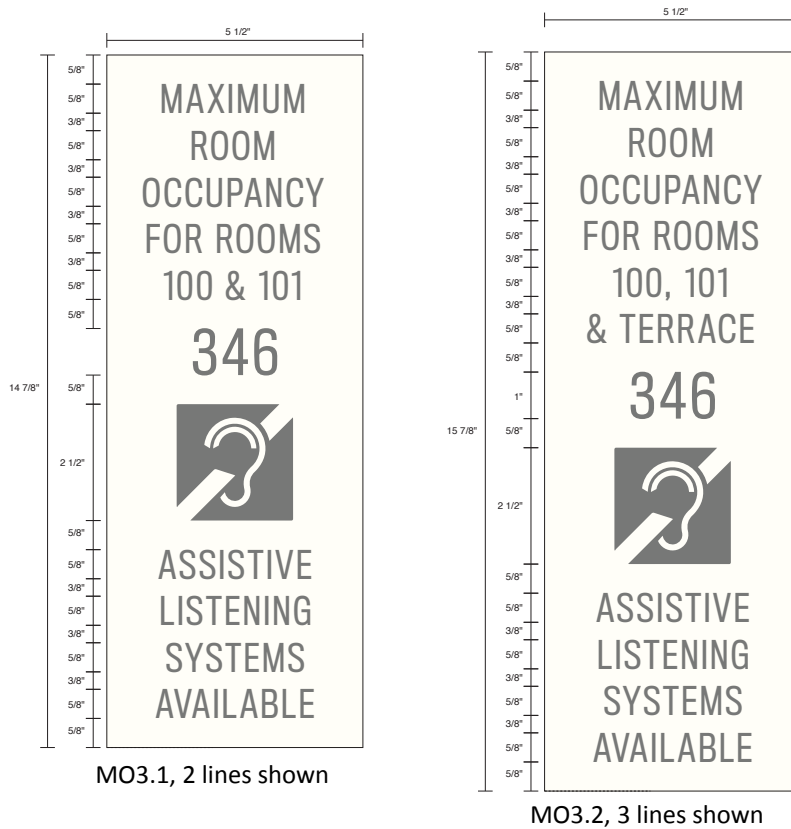 5 1/2"
14 7/8"
5/8"
5/8"
3/8"
5/8"
3/8"
5/8"
3/8"
5/8"
3/8"
5/8"
5/8"
5/8"
2 1/2"
5/8"
5/8"
3/8"
5/8"
3/8"
5/8"
3/8"
5/8"
5/8"
MAXIMUM
ROOM
OCCUPANCY
FOR ROOMS
100 & 101
346
ASSISTIVE
LISTENING
SYSTEMS
AVAILABLE
MO3.1, 2 lines shown
5 1/2"
15 7/8"
5/8"
5/8"
3/8"
5/8"
3/8"
5/8"
3/8"
5/8"
3/8"
5/8"
3/8"
5/8"
5/8"
1"
5/8"
2 1/2"
5/8"
5/8"
3/8"
5/8"
3/8"
5/8"
3/8"
5/8"
5/8"
MAXIMUM
ROOM
OCCUPANCY
FOR ROOMS
100, 101
& TERRACE
346
ASSISTIVE
LISTENING
SYSTEMS
AVAILABLE
MO3.2, 3 lines shown